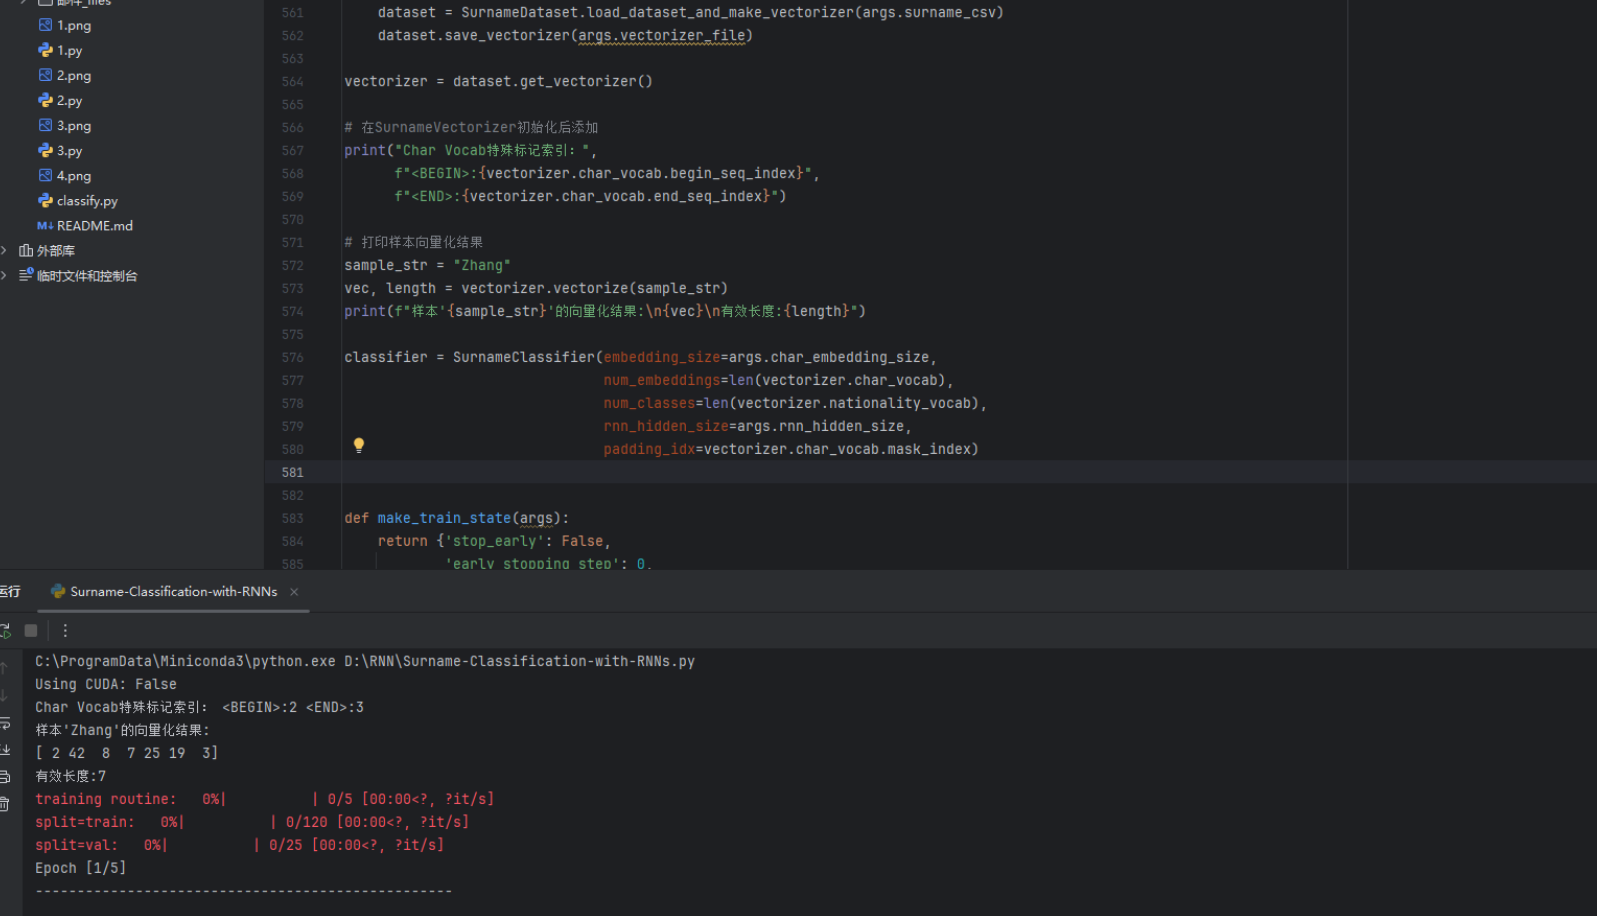 邮件_files
1.png
1.py
2.png
2.py
3.png
3.py
4.png
classify.py
M↓ README.md
外部库
临时文件和控制台
561 dataset = SurnameDataset.load_dataset_and_make_vectorizer(args.surname_csv)
562 dataset.save_vectorizer(args.vectorizer_file)
563
564 vectorizer = dataset.get_vectorizer()
565
566 # 在SurnameVectorizer初始化后添加
567 print("Char Vocab特殊标记索引：",
568 f"<BEGIN>:{vectorizer.char_vocab.begin_seq_index}",
569 f"<END>:{vectorizer.char_vocab.end_seq_index}")
570
571 # 打印样本向量化结果
572 sample_str = "Zhang"
573 vec, length = vectorizer.vectorize(sample_str)
574 print(f"样本'{sample_str}'的向量化结果:\n{vec}\n有效长度:{length}")
575
576 classifier = SurnameClassifier(embedding_size=args.char_embedding_size,
577 num_embeddings=len(vectorizer.char_vocab),
578 num_classes=len(vectorizer.nationality_vocab),
579 rnn_hidden_size=args.rnn_hidden_size,
580 padding_idx=vectorizer.char_vocab.mask_index)
581
582
583 def make_train_state(args):
584 return {'stop_early': False,
585 'early_stopping_step': 0,
运行 Surname-Classification-with-RNNs ×
C:\ProgramData\Miniconda3\python.exe D:\RNN\Surname-Classification-with-RNNs.py
Using CUDA: False
Char Vocab特殊标记索引： <BEGIN>:2 <END>:3
样本'Zhang'的向量化结果:
[ 2 42  8  7 25 19  3]
有效长度:7
training routine:   0%|          | 0/5 [00:00<?, ?it/s]
split=train:   0%|          | 0/120 [00:00<?, ?it/s]
split=val:   0%|          | 0/25 [00:00<?, ?it/s]
Epoch [1/5]
--------------------------------------------------